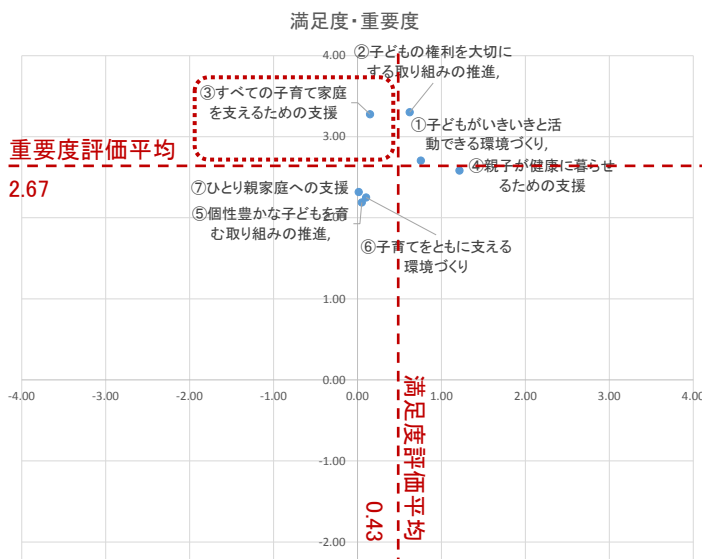 満足度・重要度
4.00
②子どもの権利を大切に
する取り組みの推進,
③すべての子育て家庭
を支えるための支援
①子どもがいきいきと活
動できる環境づくり,
3.00
重要度評価平均
2.67
④親子が健康に暮らせ
るための支援
⑦ひとり親家庭への支援
⑤個性豊かな子どもを育
む取り組みの推進,
2.00
⑥子育てをともに支える
環境づくり
1.00
0.00
-4.00
-3.00
-2.00
-1.00
0.00
1.00
2.00
3.00
4.00
満足度評価平均
0.43
-1.00
-2.00